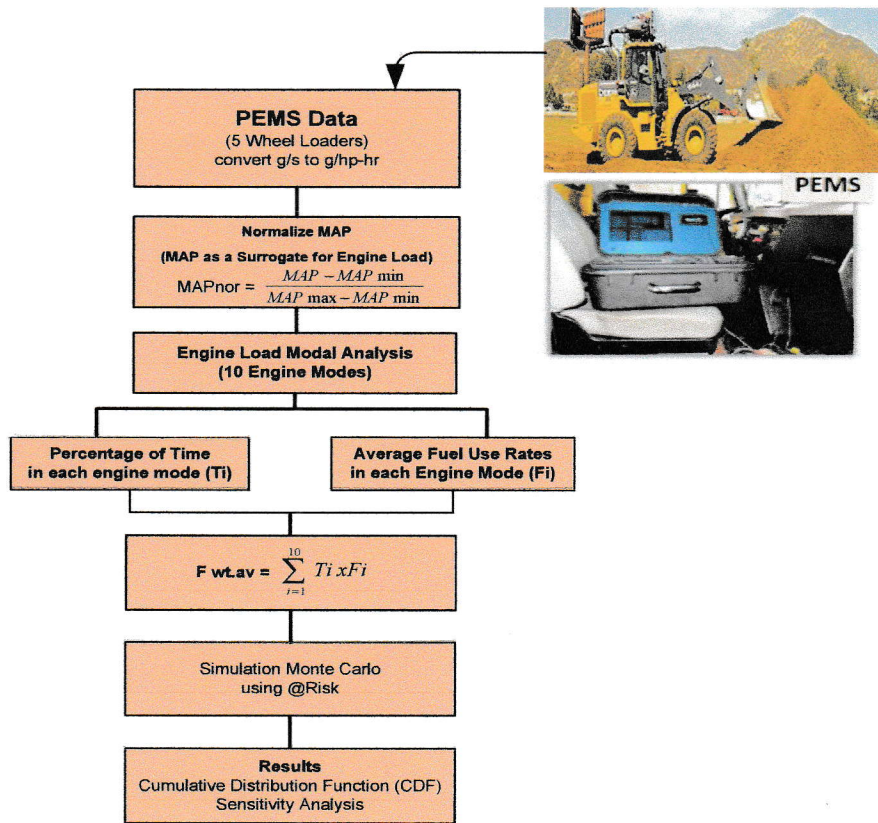 PEMS Data
(5 Wheel Loaders)
convert g/s to g/hp-hr
PEMS
Normalize MAP
(MAP as a Surrogate for Engine Load)
MAPnor = MAP – MAP min / MAP max – MAP min
Engine Load Modal Analysis
(10 Engine Modes)
Percentage of Time
in each engine mode (Ti)
Average Fuel Use Rates
in each Engine Mode (Fi)
F wt.av = 10 ∑ i=1 Ti xFi
Simulation Monte Carlo
using @Risk
Results
Cumulative Distribution Function (CDF)
Sensitivity Analysis